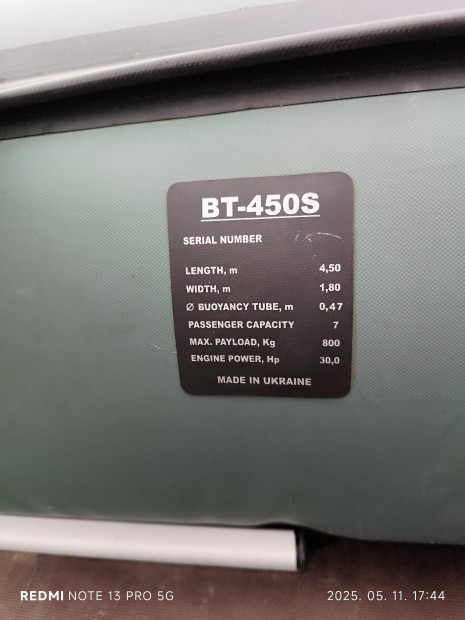 BT-450S
SERIAL NUMBER
LENGTH, m 4,50
WIDTH, m 1,80
Ø BUOYANCY TUBE, m 0,47
PASSENGER CAPACITY 7
MAX. PAYLOAD, Kg 800
ENGINE POWER, Hp 30,0
MADE IN UKRAINE
REDMI NOTE 13 PRO 5G 2025. 05. 11. 17:44